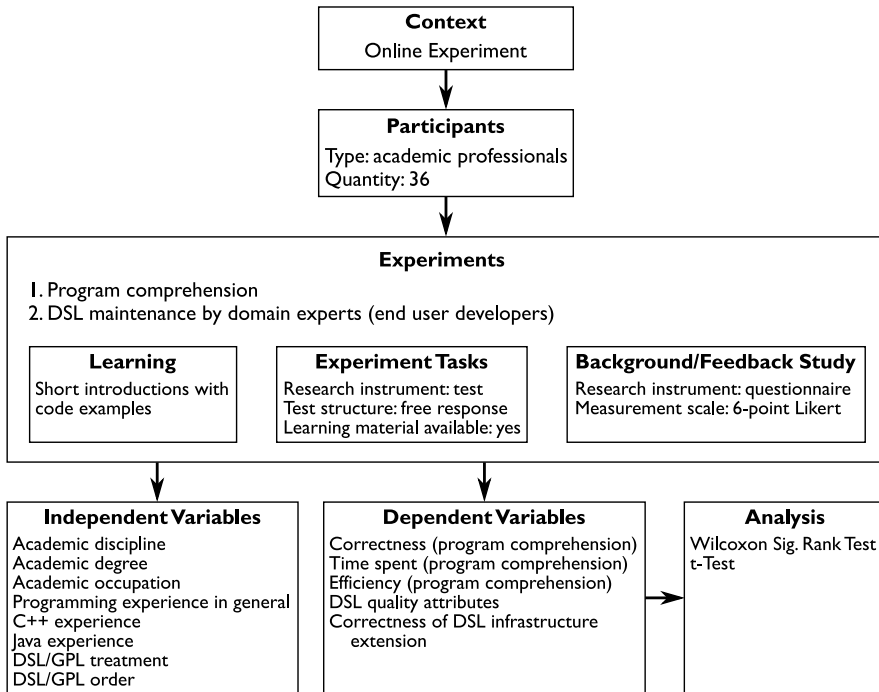 Context
Online Experiment
Participants
Type: academic professionals
Quantity: 36
Experiments
1. Program comprehension
2. DSL maintenance by domain experts (end user developers)
Learning
Short introductions with
code examples
Experiment Tasks
Research instrument: test
Test structure: free response
Learning material available: yes
Background/Feedback Study
Research instrument: questionnaire
Measurement scale: 6-point Likert
Independent Variables
Academic discipline
Academic degree
Academic occupation
Programming experience in general
C++ experience
Java experience
DSL/GPL treatment
DSL/GPL order
Dependent Variables
Correctness (program comprehension)
Time spent (program comprehension)
Efficiency (program comprehension)
DSL quality attributes
Correctness of DSL infrastructure
extension
Analysis
Wilcoxon Sig. Rank Test
t-Test